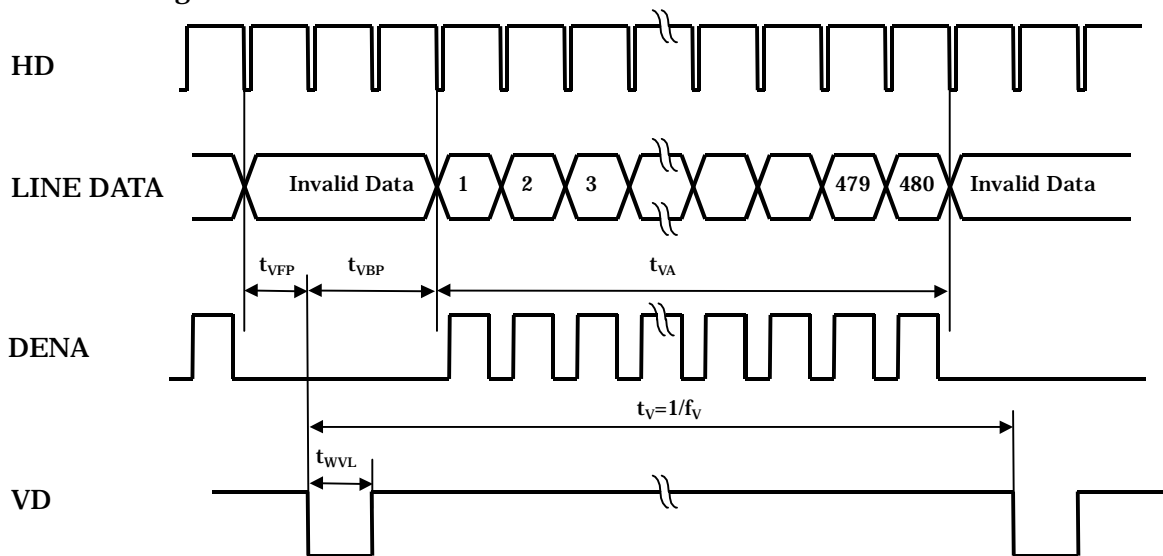 HD
LINE DATA
Invalid Data 1 2 3 479 480 Invalid Data
tVFP tVBP tVA
DENA
tV=1/fV
tWVL
VD